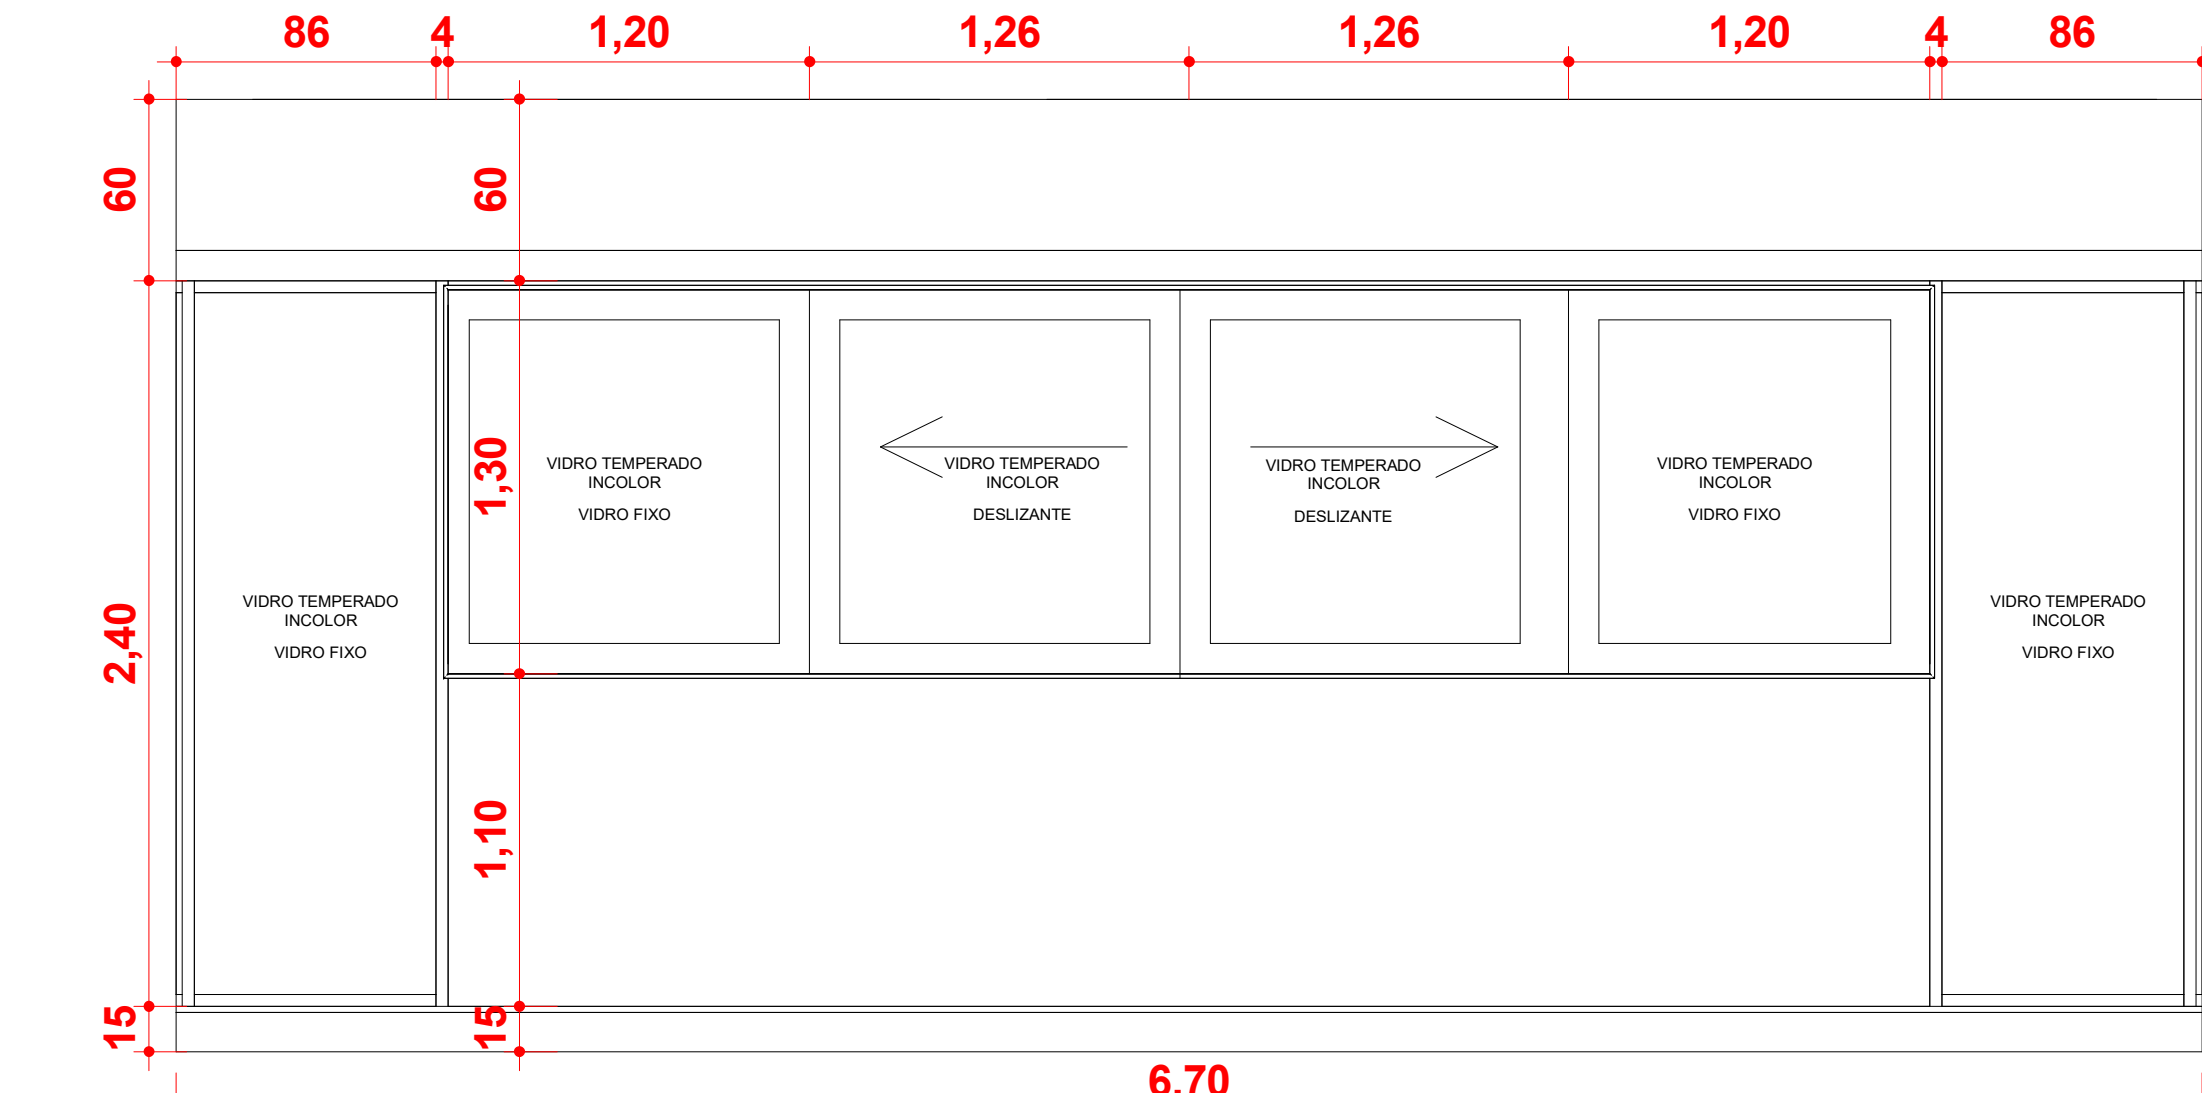 86 4 1,20 1,26 1,26 1,20 4 86
60
60
1,30
VIDRO TEMPERADO
INCOLOR
VIDRO FIXO
VIDRO TEMPERADO
INCOLOR
DESLIZANTE
VIDRO TEMPERADO
INCOLOR
DESLIZANTE
VIDRO TEMPERADO
INCOLOR
VIDRO FIXO
2,40
VIDRO TEMPERADO
INCOLOR
VIDRO FIXO
VIDRO TEMPERADO
INCOLOR
VIDRO FIXO
1,10
15
15
6,70